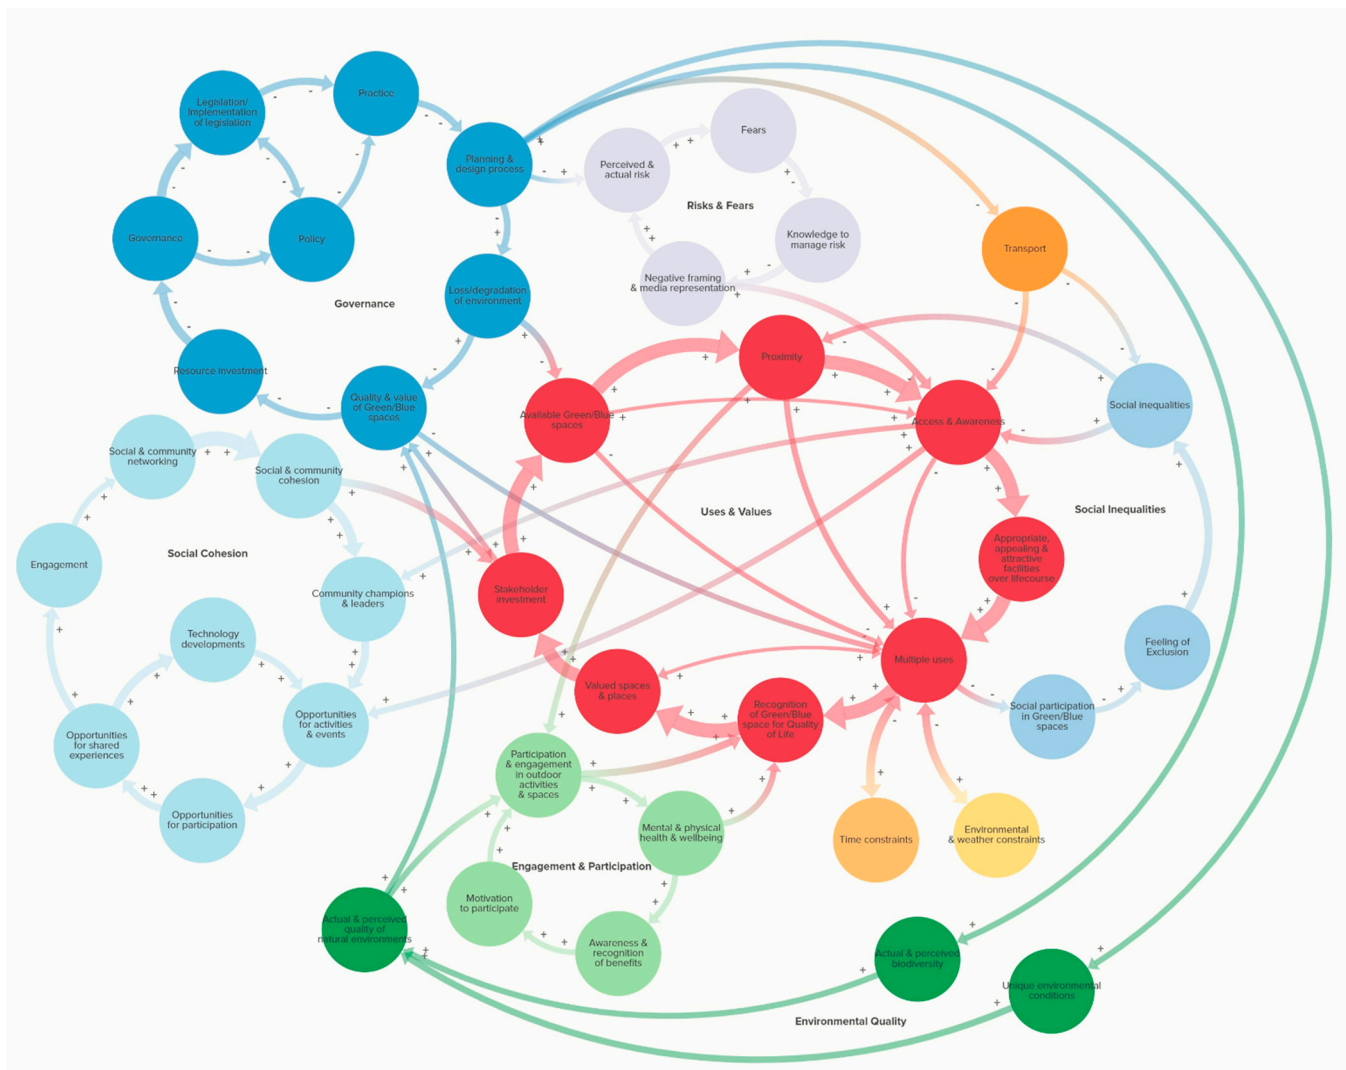 Legislation/
Implementation
of legislation
Practice
Planning &
design process
Governance
Policy
Governance
Loss/degradation
of environment
Resource investment
Quality & value
of Green/Blue
spaces
Perceived &
actual risk
Fears
Risks & Fears
Knowledge to
manage risk
Negative framing
& media representation
Transport
Proximity
Available Green/Blue
spaces
Access & Awareness
Social inequalities
Uses & Values
Social Inequalities
Appropriate,
appealing &
attractive
facilities
over lifecourse
Stakeholder
investment
Multiple uses
Valued spaces
& places
Recognition
of Green/Blue
space for Quality
of Life
Feeling of
Exclusion
Social participation
in Green/Blue
spaces
Social & community
networking
Social & community
cohesion
Social Cohesion
Engagement
Community champions
& leaders
Technology
developments
Opportunities
for activities
& events
Opportunities
for shared
experiences
Opportunities
for participation
Participation
& engagement
in outdoor
activities
& spaces
Mental & physical
health & wellbeing
Engagement & Participation
Motivation
to participate
Awareness &
recognition
of benefits
Time constraints
Environmental
& weather constraints
Actual & perceived
quality of
natural environments
Actual & perceived
biodiversity
Unique environmental
conditions
Environmental Quality